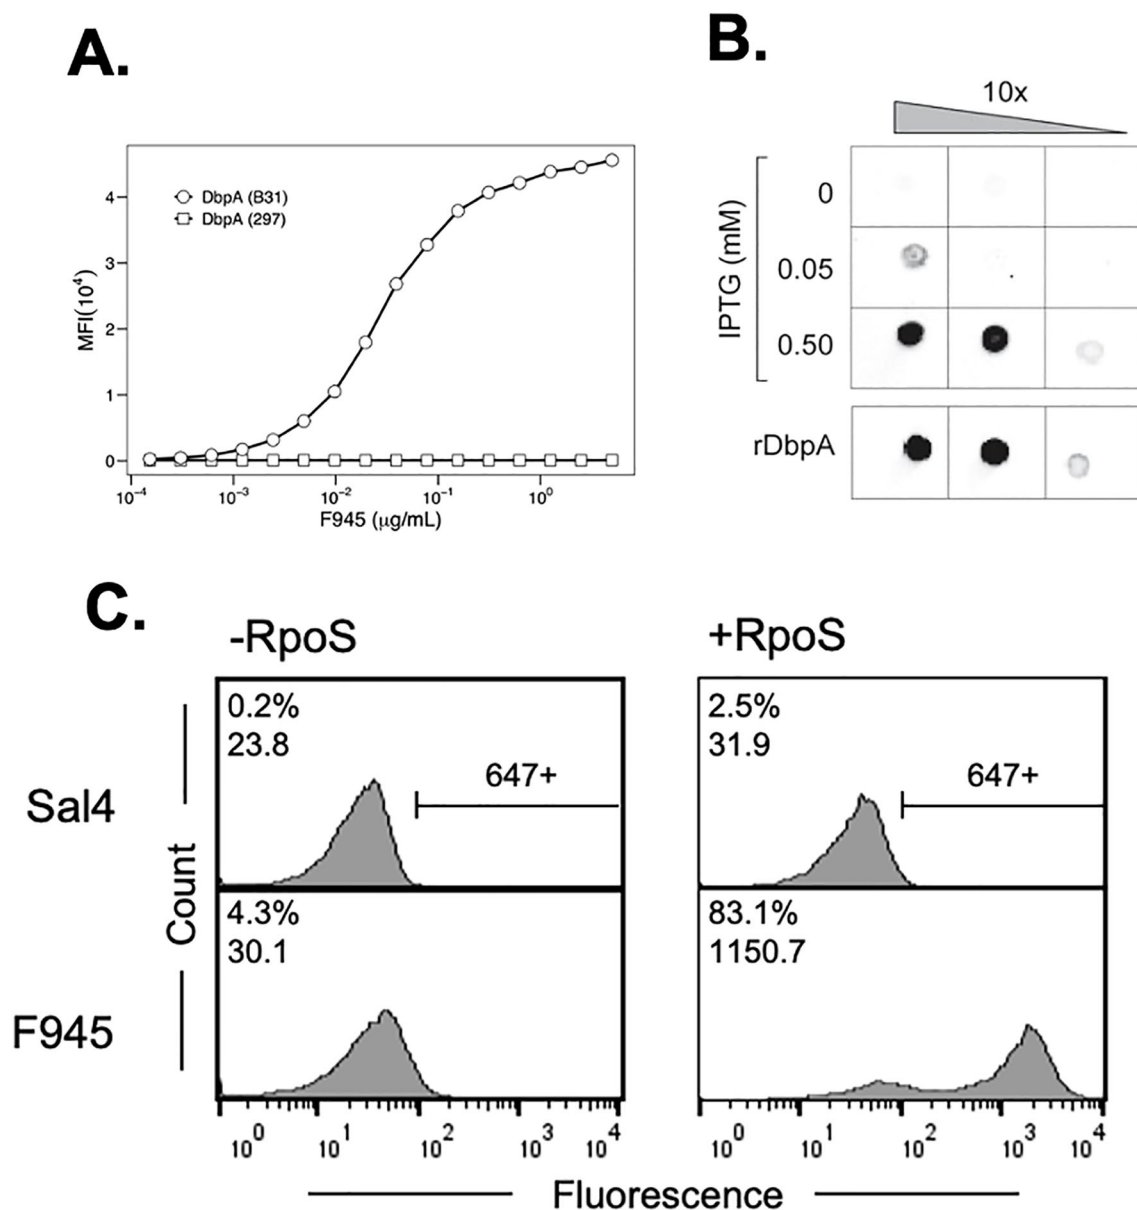 A.
DbpA (B31)
DbpA (297)
MFI(10⁴)
4
3
2
1
0
10⁻⁴
10⁻³
10⁻²
10⁻¹
10⁰
F945 (μg/mL)
B.
10x
IPTG (mM)
0
0.05
0.50
rDbpA
C.
-RpoS
+RpoS
Sal4
0.2%
23.8
647+
2.5%
31.9
647+
Count
F945
4.3%
30.1
83.1%
1150.7
10⁰ 10¹ 10² 10³ 10⁴
10⁰ 10¹ 10² 10³ 10⁴
Fluorescence